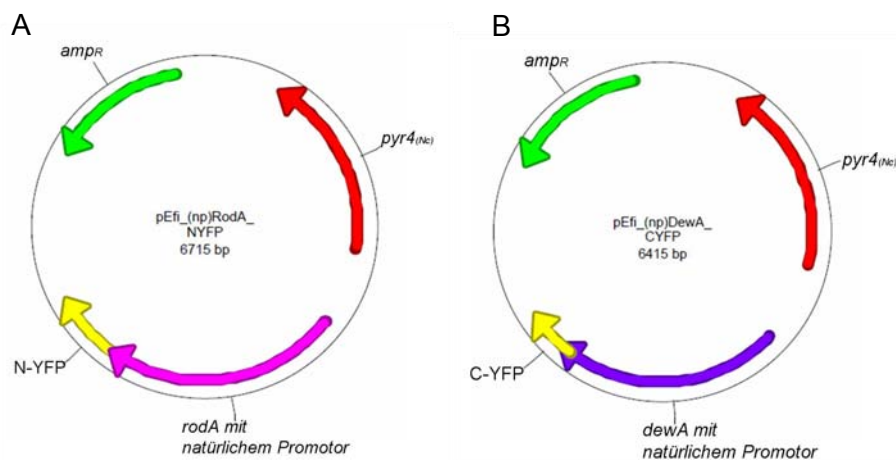 A
ampR
pyr4(Nc)
pEfi_(np)RodA_
NYFP
6715 bp
N-YFP
rodA mit
natürlichem Promotor
B
ampR
pyr4(Nc)
pEfi_(np)DewA_
CYFP
6415 bp
C-YFP
dewA mit
natürlichem Promotor